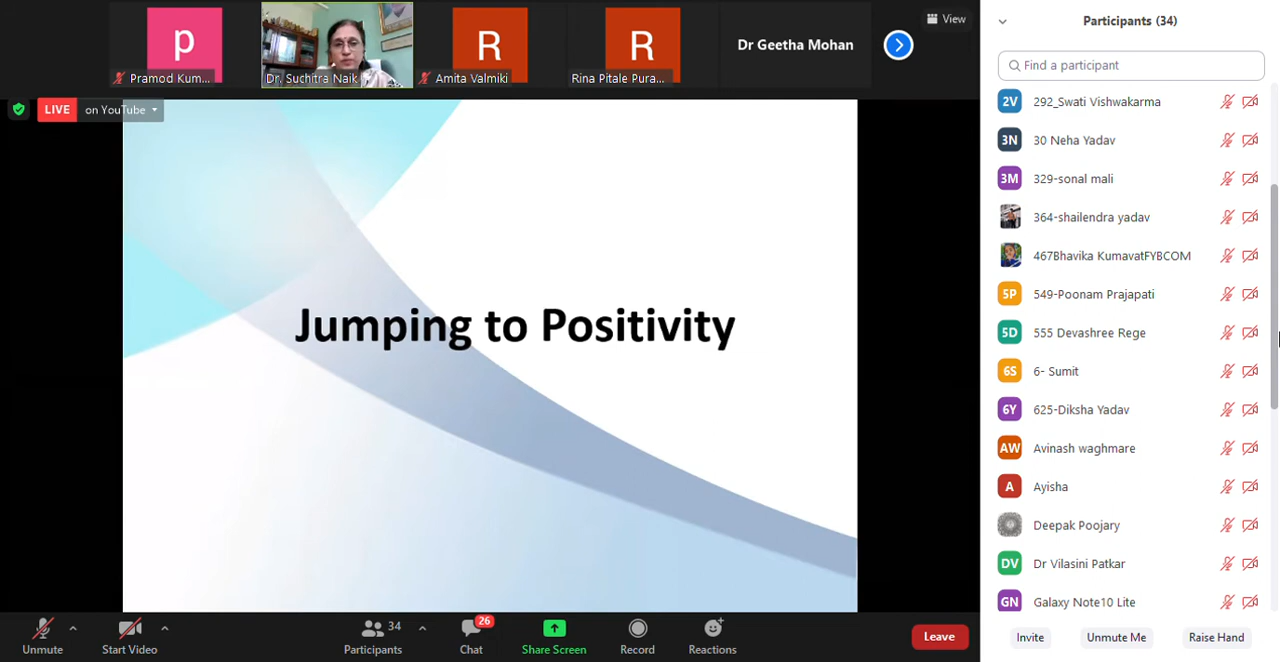 p
Pramod Kum...
Dr. Suchitra Naik
R
Amita Valmiki
R
Rina Pitale Pura...
Dr Geetha Mohan
View
LIVE on YouTube
Jumping to Positivity
Unmute
Start Video
34
Participants
26
Chat
Share Screen
Record
Reactions
Leave
Participants (34)
Find a participant
2V 292_Swati Vishwakarma
3N 30 Neha Yadav
3M 329-sonal mali
364-shailendra yadav
467Bhavika KumavatFYBCOM
5P 549-Poonam Prajapati
5D 555 Devashree Rege
6S 6- Sumit
6Y 625-Diksha Yadav
AW Avinash waghmare
A Ayisha
Deepak Poojary
DV Dr Vilasini Patkar
GN Galaxy Note10 Lite
Invite
Unmute Me
Raise Hand